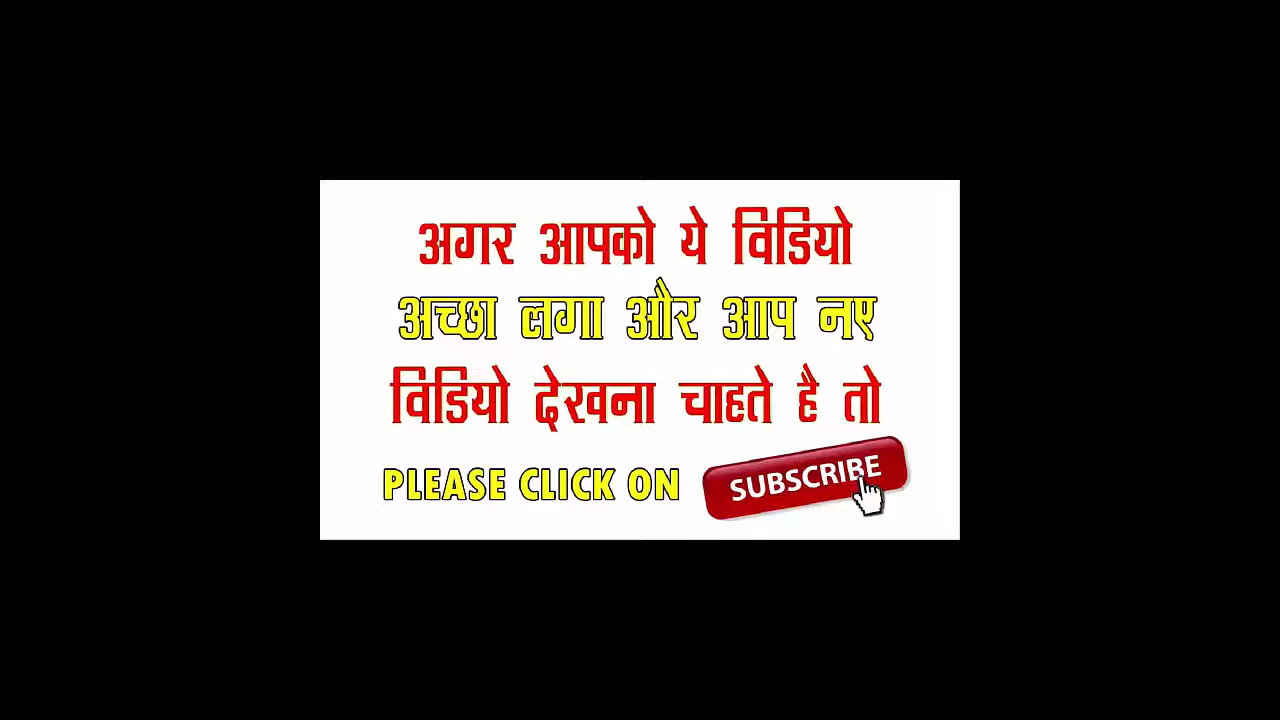 अगर आपको ये विडियो
अच्छा लगा और आप नए
विडियो देखना चाहते है तो
PLEASE CLICK ON SUBSCRIBE